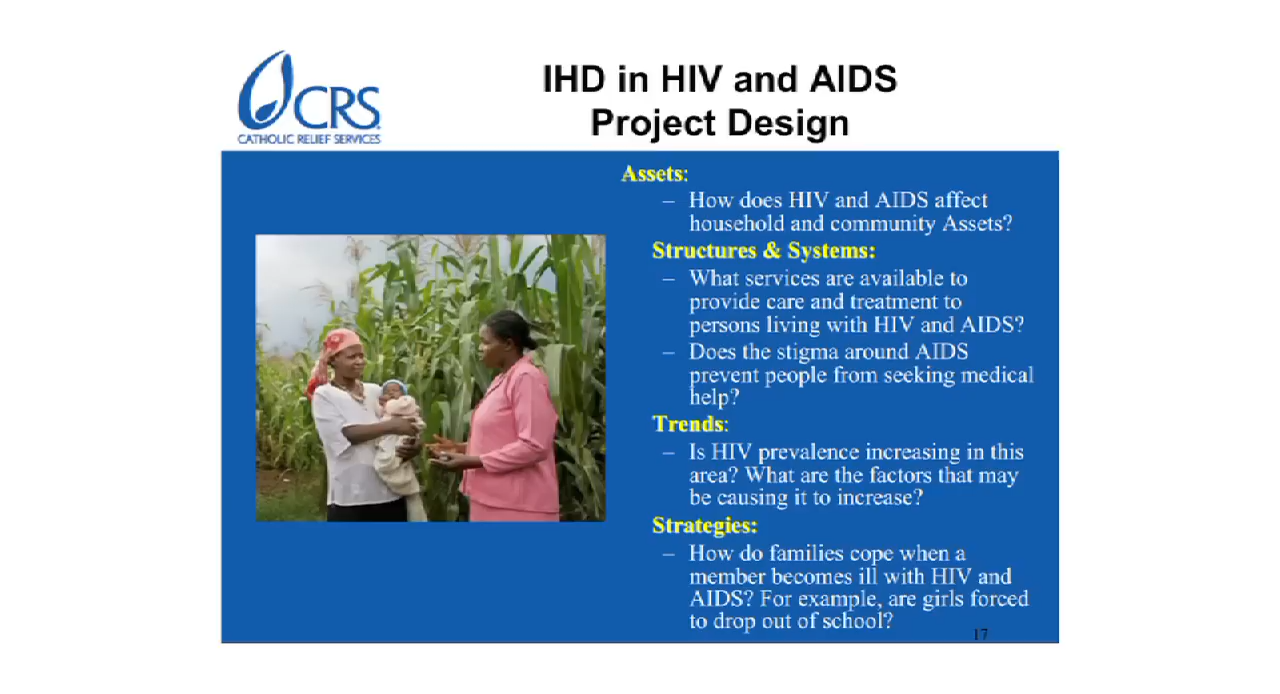 CRS
CATHOLIC RELIEF SERVICES
IHD in HIV and AIDS
Project Design
Assets:
– How does HIV and AIDS affect
household and community Assets?
Structures & Systems:
– What services are available to
provide care and treatment to
persons living with HIV and AIDS?
– Does the stigma around AIDS
prevent people from seeking medical
help?
Trends:
– Is HIV prevalence increasing in this
area? What are the factors that may
be causing it to increase?
Strategies:
– How do families cope when a
member becomes ill with HIV and
AIDS? For example, are girls forced
to drop out of school?
17